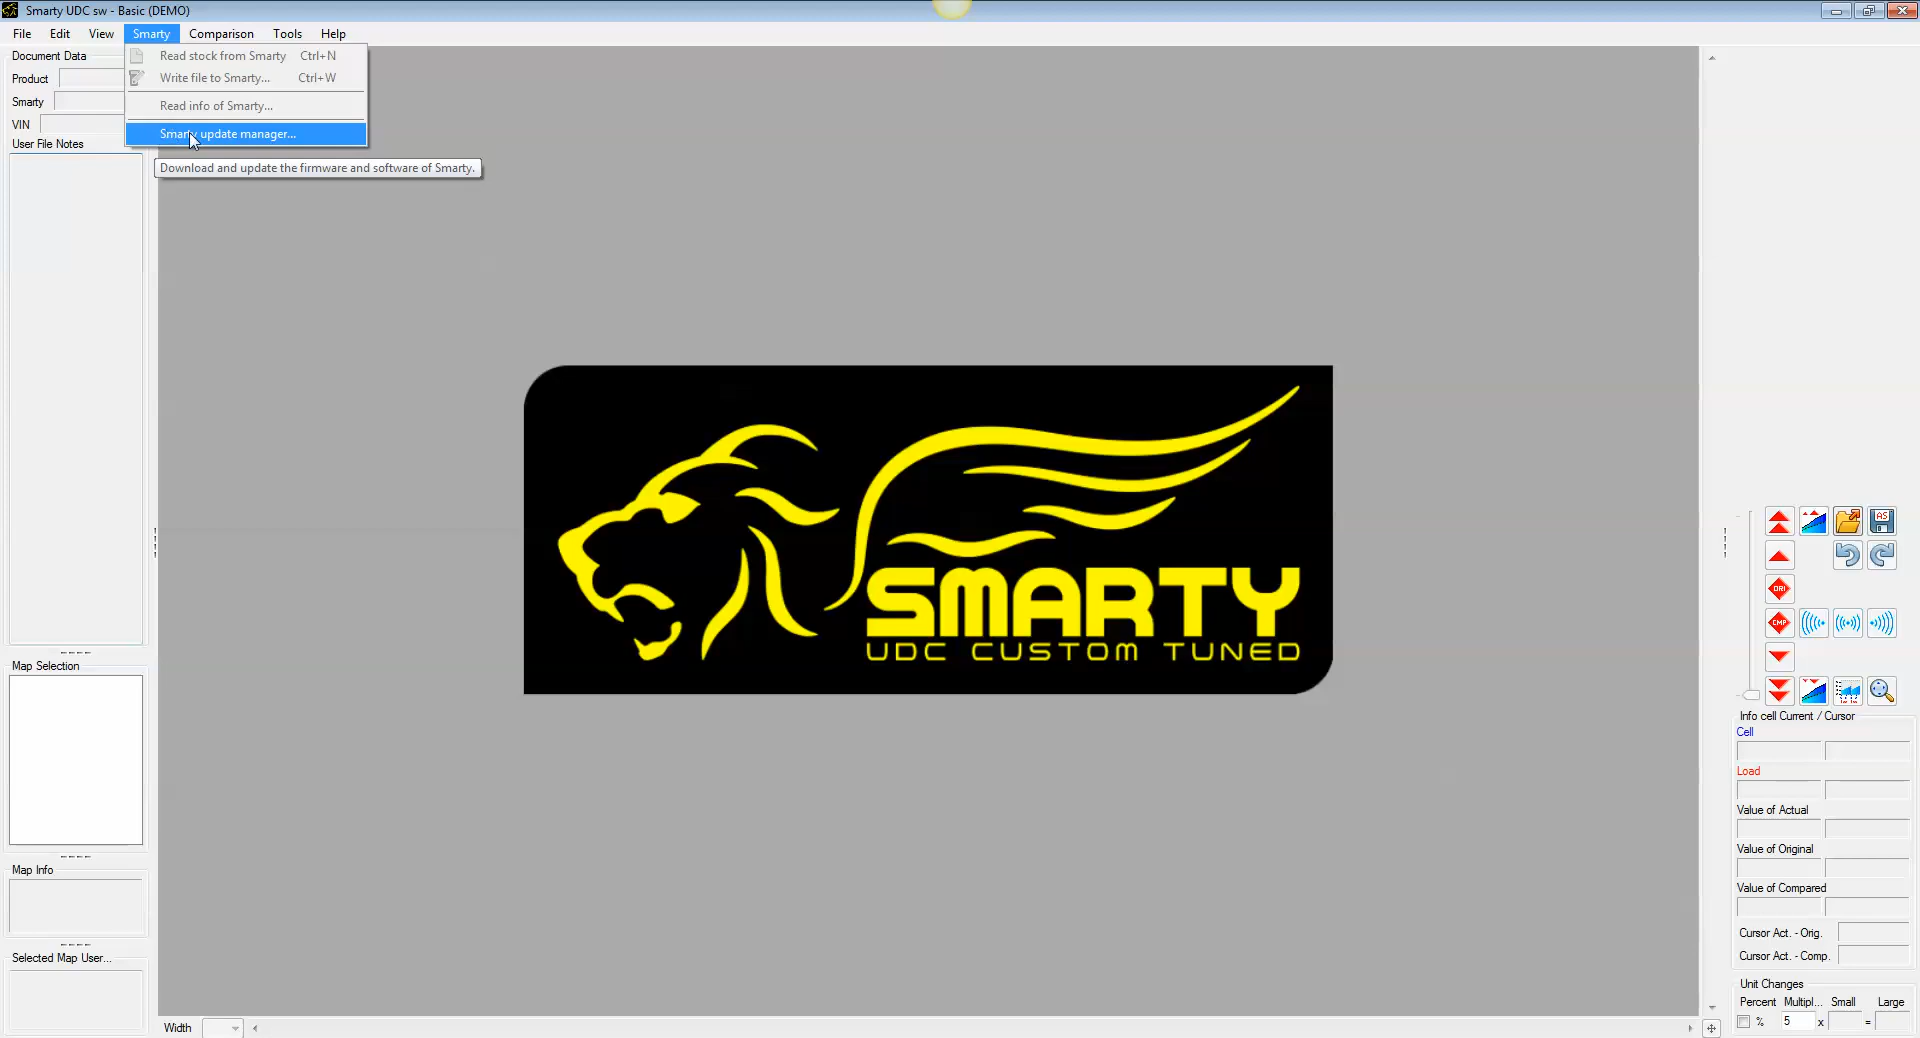 Smarty UDC sw - Basic (DEMO)
File Edit View Smarty Comparison Tools Help
Document Data
Product
Smarty
VIN
User File Notes
Read stock from Smarty Ctrl+N
Write file to Smarty... Ctrl+W
Read info of Smarty...
Smarty update manager...
Download and update the firmware and software of Smarty.
SMARTY
UDC CUSTOM TUNED
Map Selection
Map Info
Selected Map User...
Width
AS
ORI
CMP
Info cell Current / Cursor
Cell
Load
Value of Actual
Value of Original
Value of Compared
Cursor Act. - Orig.
Cursor Act. - Comp.
Unit Changes
Percent Multipl... Small Large
% 5 x =